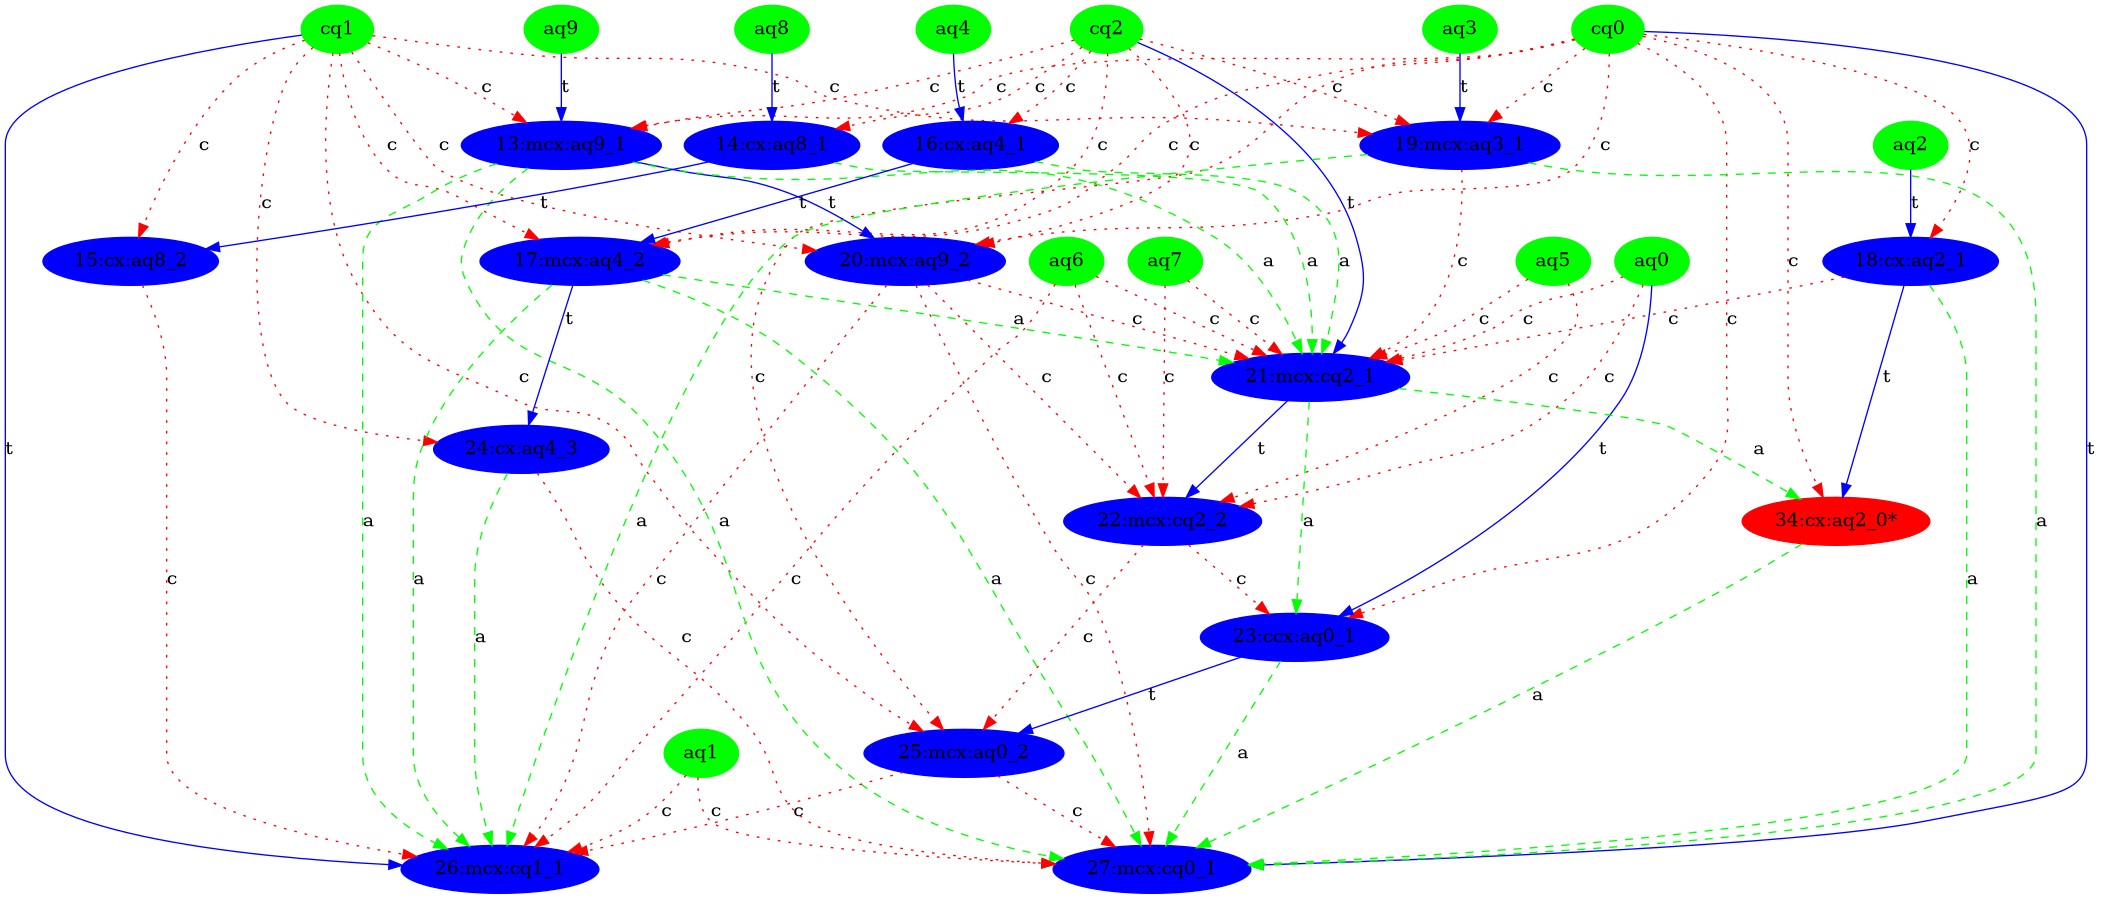 cq1
aq9
aq8
aq4
cq2
aq3
cq0
t
t
t
t
c
c
c
c
c
c
c
c
13:mcx:aq9_1
14:cx:aq8_1
16:cx:aq4_1
19:mcx:aq3_1
aq2
c
c
c
c
c
c
c
c
c
t
t
t
t
t
15:cx:aq8_2
17:mcx:aq4_2
20:mcx:aq9_2
aq6
aq7
aq5
aq0
18:cx:aq2_1
c
a
a
a
c
c
t
a
c
c
c
c
c
c
c
21:mcx:cq2_1
c
c
c
c
c
c
c
t
t
t
24:cx:aq4_3
t
t
a
22:mcx:cq2_2
34:cx:aq2_0*
a
a
a
a
a
c
a
c
c
a
c
c
a
a
23:ccx:aq0_1
a
c
c
t
a
a
25:mcx:aq0_2
aq1
c
c
c
c
26:mcx:cq1_1
27:mcx:cq0_1